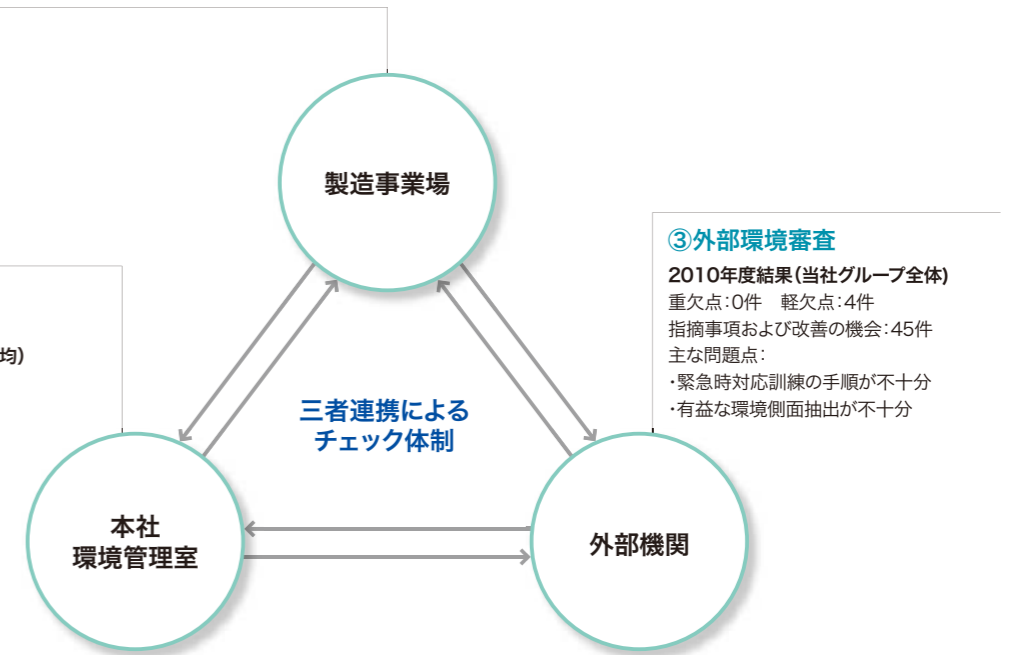 製造事業場
③外部環境審査
2010年度結果(当社グループ全体)
重欠点:0件　軽欠点:4件
指摘事項および改善の機会:45件
主な問題点:
・緊急時対応訓練の手順が不十分
・有益な環境側面抽出が不十分
均)
三者連携による
チェック体制
本社
環境管理室
外部機関